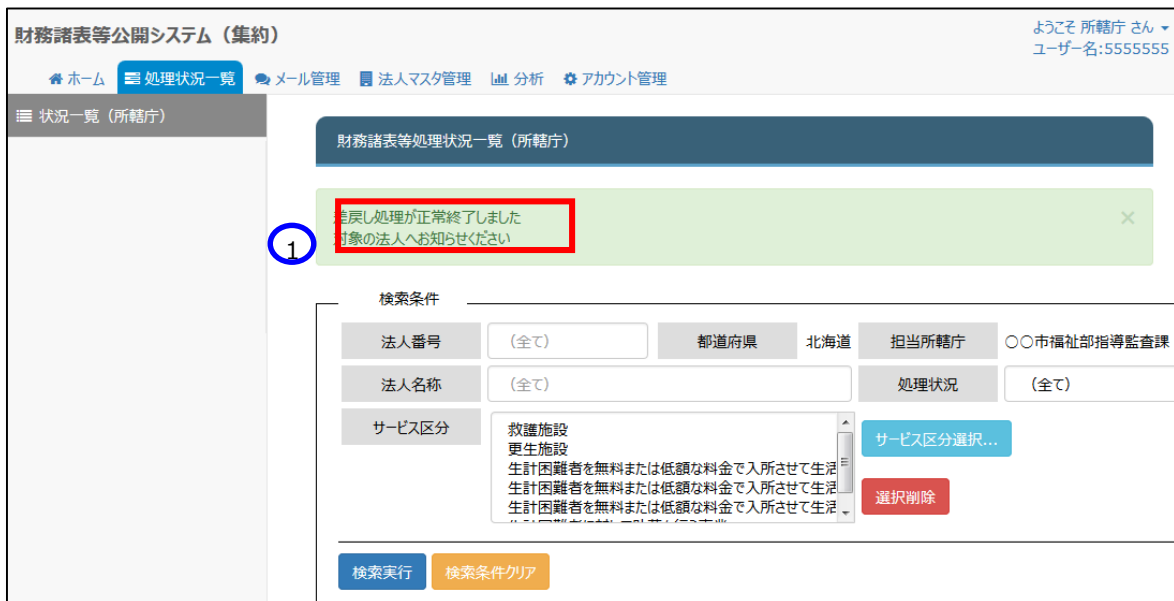 財務諸表等公開システム（集約）
ようこそ 所轄庁 さん
ユーザー名:5555555
ホーム 処理状況一覧 メール管理 法人マスタ管理 分析 アカウント管理
状況一覧（所轄庁）
財務諸表等処理状況一覧（所轄庁）
差戻し処理が正常終了しました
対象の法人へお知らせください
1
検索条件
法人番号 （全て） 都道府県 北海道 担当所轄庁 〇〇市福祉部指導監査課
法人名称 （全て） 処理状況 （全て）
サービス区分
救護施設
更生施設
生計困難者を無料または低額な料金で入所させて生活
生計困難者を無料または低額な料金で入所させて生活
生計困難者を無料または低額な料金で入所させて生活
サービス区分選択...
選択削除
検索実行 検索条件クリア